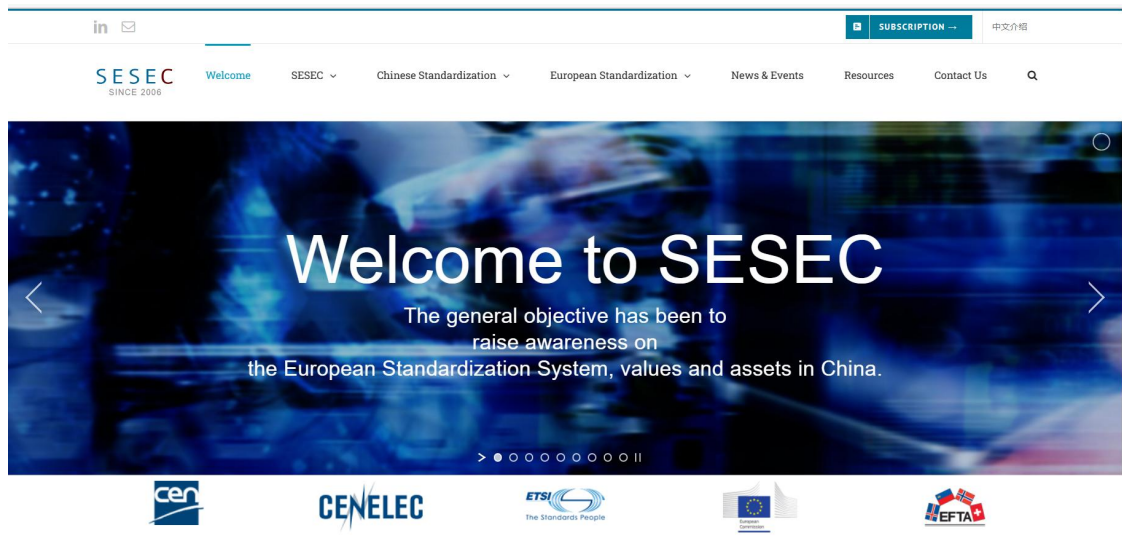 in
SUBSCRIPTION →
中文介绍
SESEC
SINCE 2006
Welcome
SESEC
Chinese Standardization
European Standardization
News & Events
Resources
Contact Us
Welcome to SESEC
The general objective has been to
raise awareness on
the European Standardization System, values and assets in China.
cen
CENELEC
ETSI
The Standards People
European
Commission
EFTA